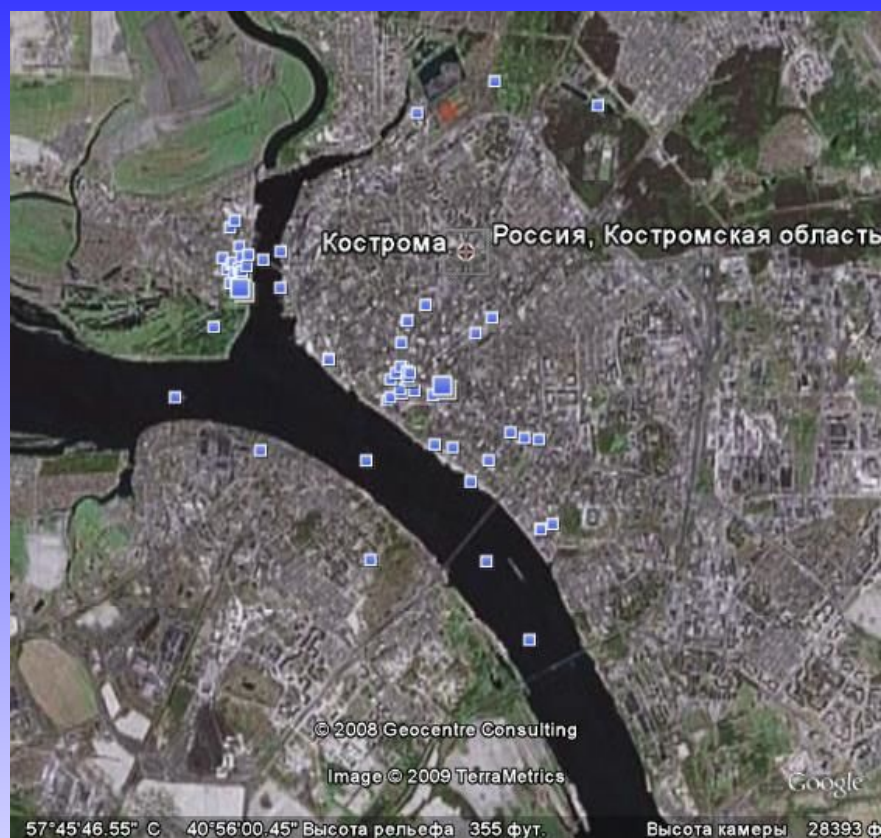 Кострома
Россия, Костромская область
© 2008 Geocentre Consulting
Image © 2009 TerraMetrics
Google
57°45'46.55" С 40°56'00.45" Высота рельефа 355 фут. Высота камеры 28393